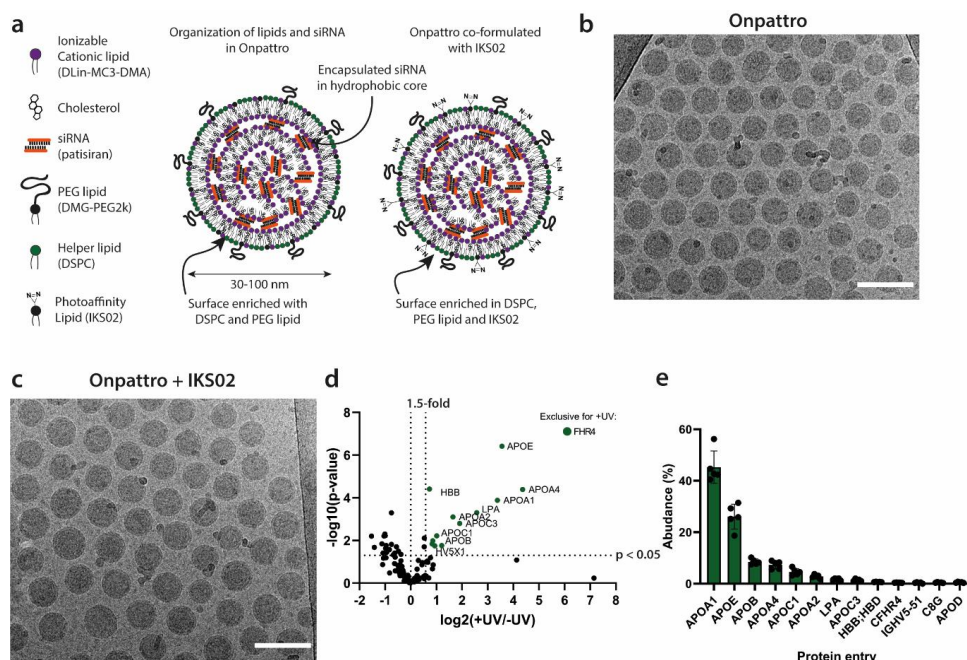 a
Ionizable
Cationic lipid
(DLin-MC3-DMA)
Cholesterol
siRNA
(patisiran)
PEG lipid
(DMG-PEG2k)
Helper lipid
(DSPC)
N=N
Photoaffinity
Lipid (IKS02)
Organization of lipids and siRNA
in Onpattro
Encapsulated siRNA
in hydrophobic core
30-100 nm
Surface enriched with
DSPC and PEG lipid
Onpattro co-formulated
with IKS02
N=N N=N
N=N
N=N
N=N
N=N
N=N
N=N
Surface enriched in DSPC,
PEG lipid and IKS02
b
Onpattro
c
Onpattro + IKS02
d
1.5-fold
Exclusive for +UV:
FHR4
APOE
HBB
APOA4
APOA1
LPA
APOA2
APOC3
APOC1
APOB
HV5X1
p < 0.05
8
6
4
2
0
-2 -1 0 1 2 3 4 5 6 7 8
-log10(p-value)
log2(+UV/-UV)
e
60
40
20
0
Abudance (%)
APOA1
APOE
APOB
APOA4
APOC1
APOA2
LPA
APOC3
HBB;HBD
CFHR4
IGHV5-51
C8G
APOD
Protein entry